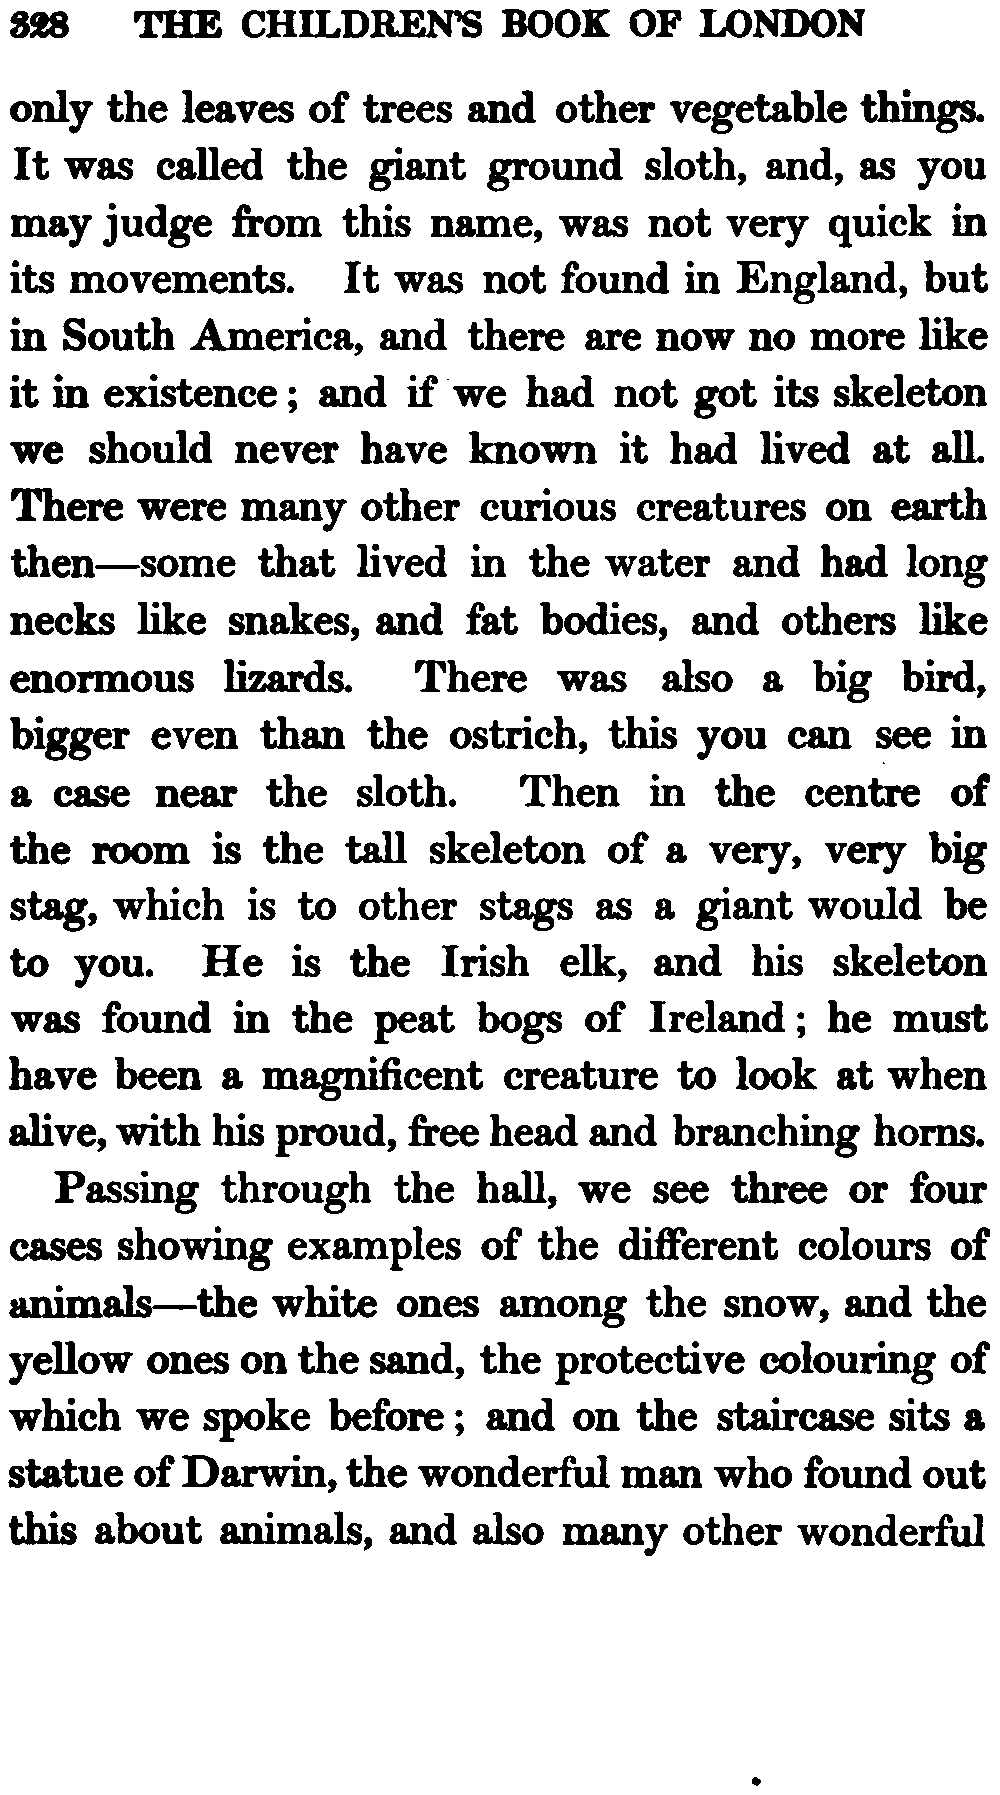 328 THE CHILDREN'S BOOK OF LONDON
only the leaves of trees and other vegetable things.
It was called the giant ground sloth, and, as you
may judge from this name, was not very quick in
its movements. It was not found in England, but
in South America, and there are now no more like
it in existence; and if we had not got its skeleton
we should never have known it had lived at all.
There were many other curious creatures on earth
then—some that lived in the water and had long
necks like snakes, and fat bodies, and others like
enormous lizards. There was also a big bird,
bigger even than the ostrich, this you can see in
a case near the sloth. Then in the centre of
the room is the tall skeleton of a very, very big
stag, which is to other stags as a giant would be
to you. He is the Irish elk, and his skeleton
was found in the peat bogs of Ireland; he must
have been a magnificent creature to look at when
alive, with his proud, free head and branching horns.
Passing through the hall, we see three or four
cases showing examples of the different colours of
animals—the white ones among the snow, and the
yellow ones on the sand, the protective colouring of
which we spoke before; and on the staircase sits a
statue of Darwin, the wonderful man who found out
this about animals, and also many other wonderful